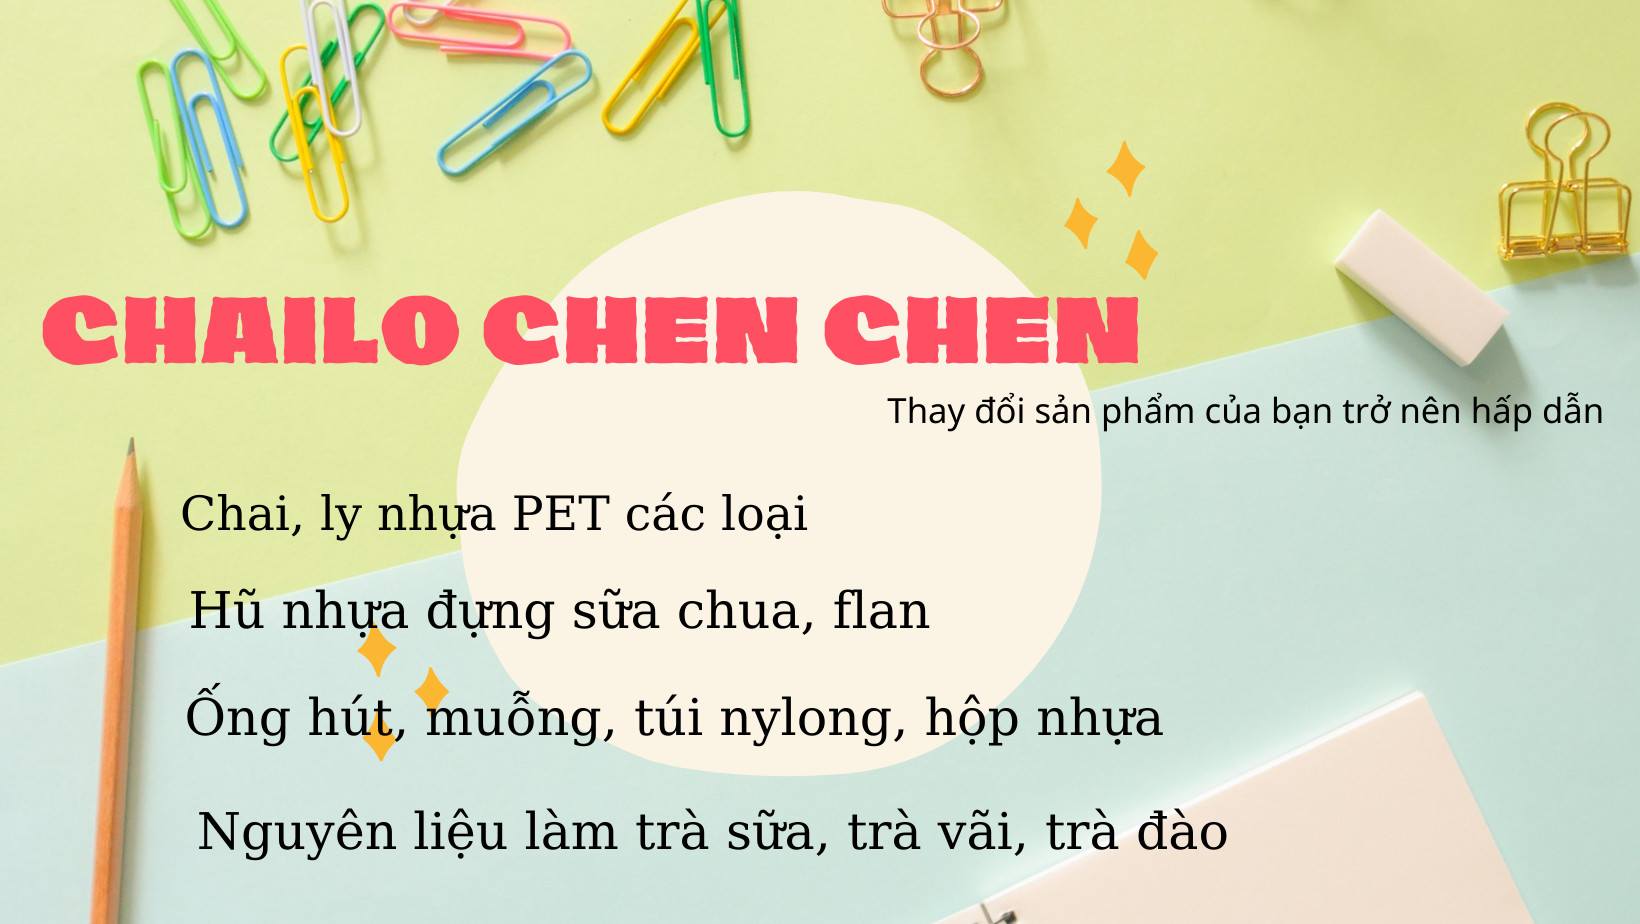 CHAILO CHEN CHEN
Thay đổi sản phẩm của bạn trở nên hấp dẫn
Chai, ly nhựa PET các loại
Hũ nhựa đựng sữa chua, flan
Ống hút, muỗng, túi nylong, hộp nhựa
Nguyên liệu làm trà sữa, trà vãi, trà đào